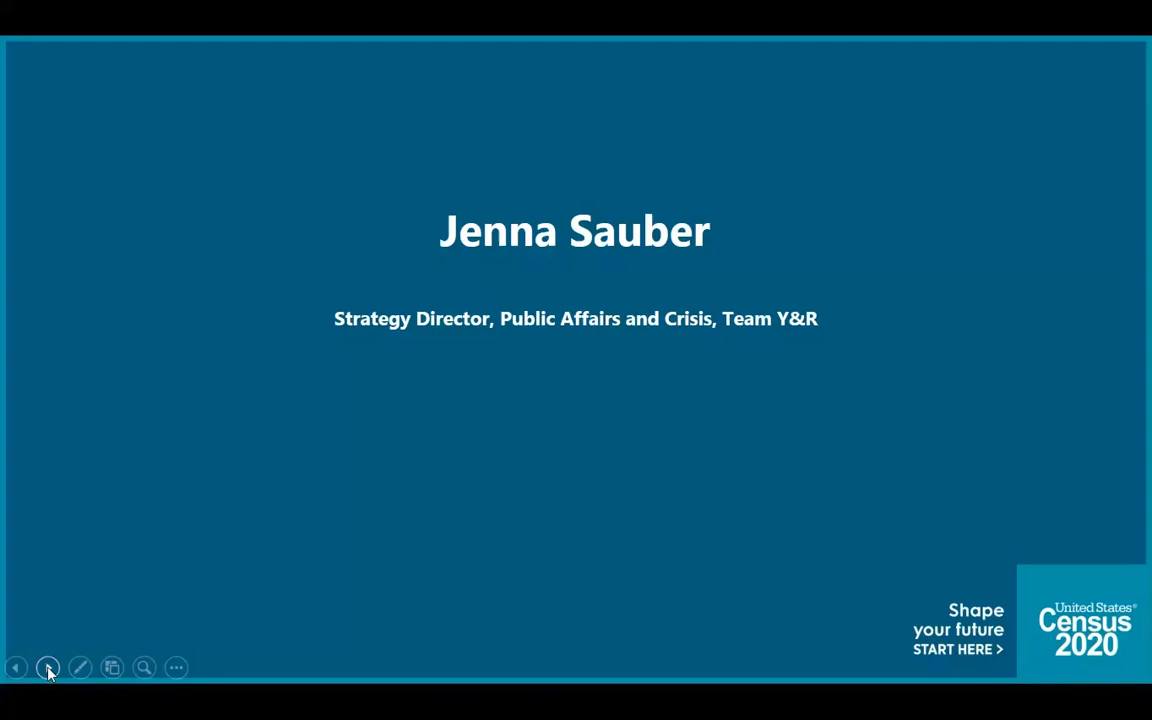 Jenna Sauber
Strategy Director, Public Affairs and Crisis, Team Y&R
Shape
your future
START HERE >
United States®
Census
2020